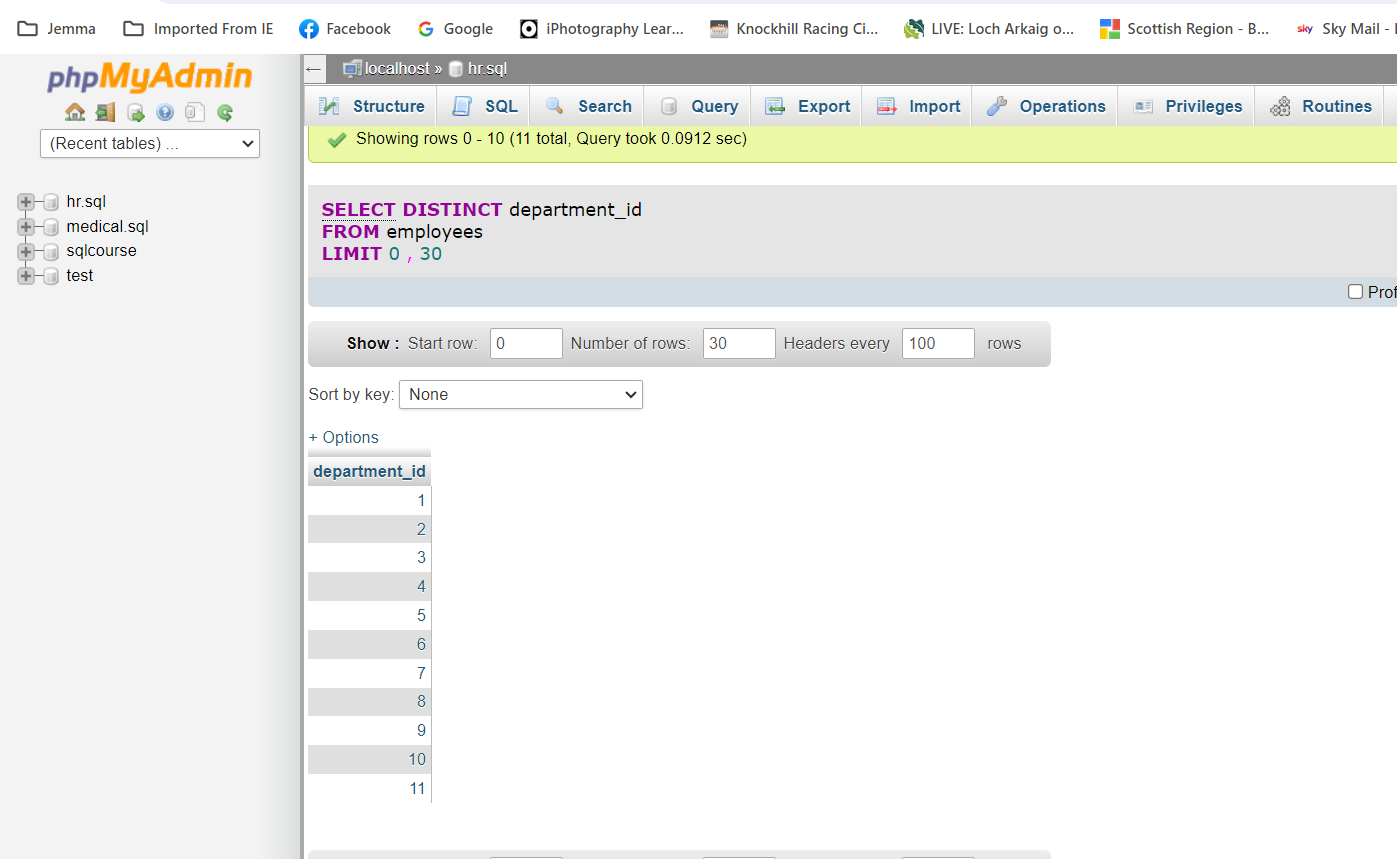 Jemma Imported From IE Facebook Google iPhotography Lear... Knockhill Racing Ci... LIVE: Loch Arkaig o... Scottish Region - B... sky Sky Mail -
phpMyAdmin
(Recent tables) ...
hr.sql
medical.sql
sqlcourse
test
← localhost » hr.sql
Structure SQL Search Query Export Import Operations Privileges Routines
Showing rows 0 - 10 (11 total, Query took 0.0912 sec)
SELECT DISTINCT department_id
FROM employees
LIMIT 0 , 30
Prof
Show : Start row: 0 Number of rows: 30 Headers every 100 rows
Sort by key: None
+ Options
department_id
1
2
3
4
5
6
7
8
9
10
11